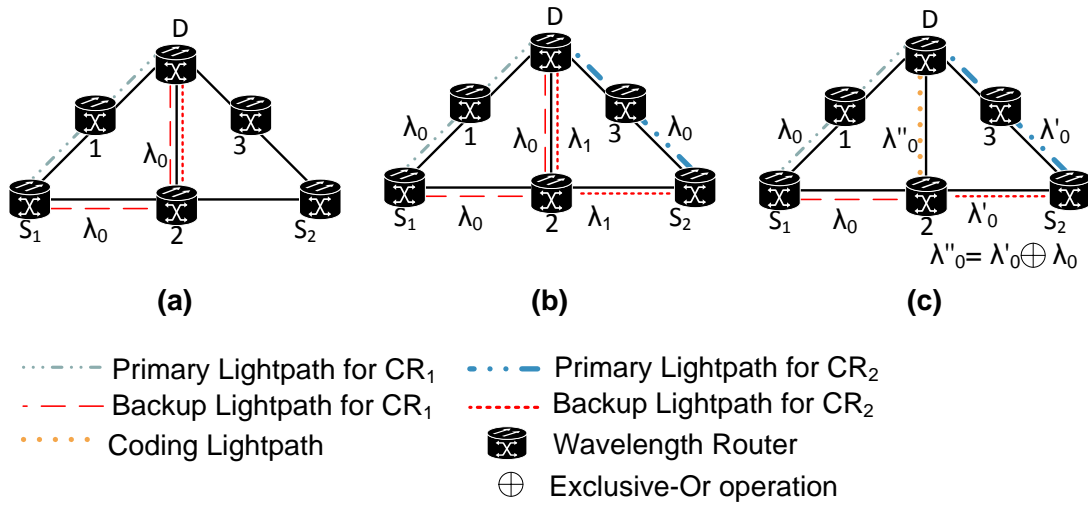 D
1
3
λ₀
S₁
λ₀
2
S₂
(a)
D
λ₀
1
λ₀
λ₁
3
λ₀
S₁
λ₀
2
λ₁
S₂
(b)
D
λ₀
1
λ''₀
3
λ'₀
S₁
λ₀
2
λ'₀
S₂
λ''₀= λ'₀⊕ λ₀
(c)
Primary Lightpath for CR₁
Backup Lightpath for CR₁
Coding Lightpath
Primary Lightpath for CR₂
Backup Lightpath for CR₂
Wavelength Router
⊕ Exclusive-Or operation